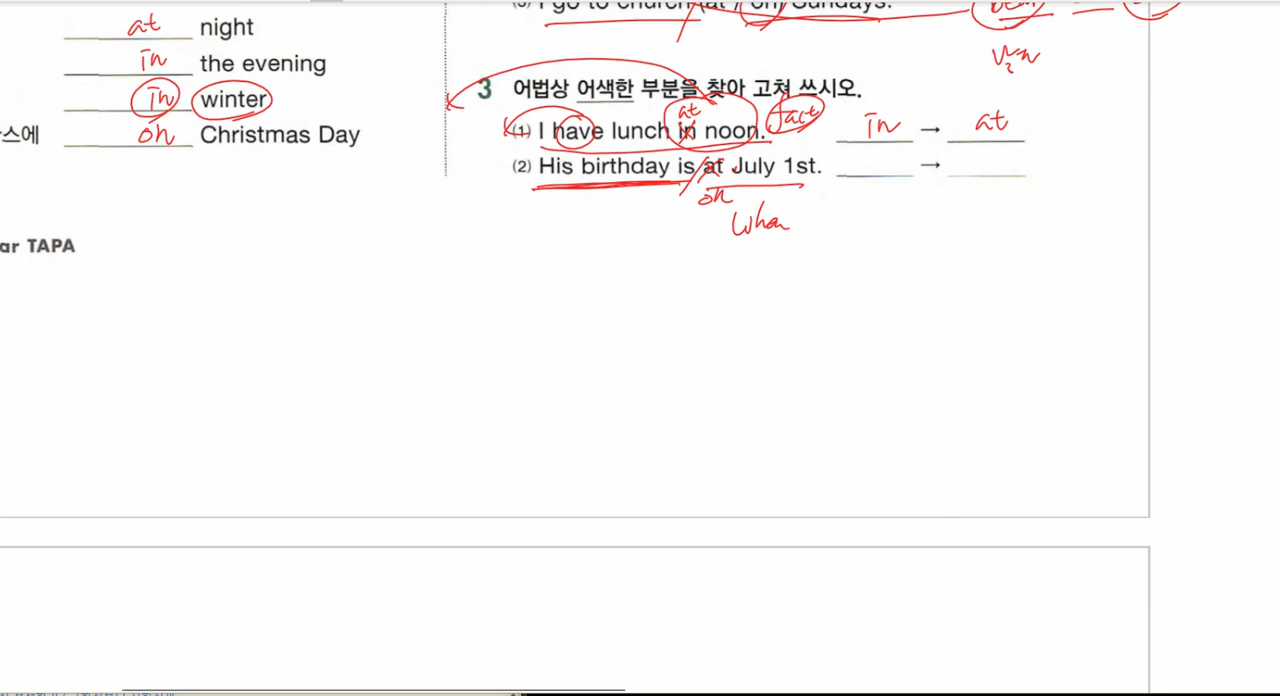 at night
in the evening
in winter
스에 on Christmas Day
ar TAPA
(3) I go to church (at / on) Sundays.
3 어법상 어색한 부분을 찾아 고쳐 쓰시오.
at
(1) I have lunch in noon. fact in → at
(2) His birthday is at July 1st. →
on
when